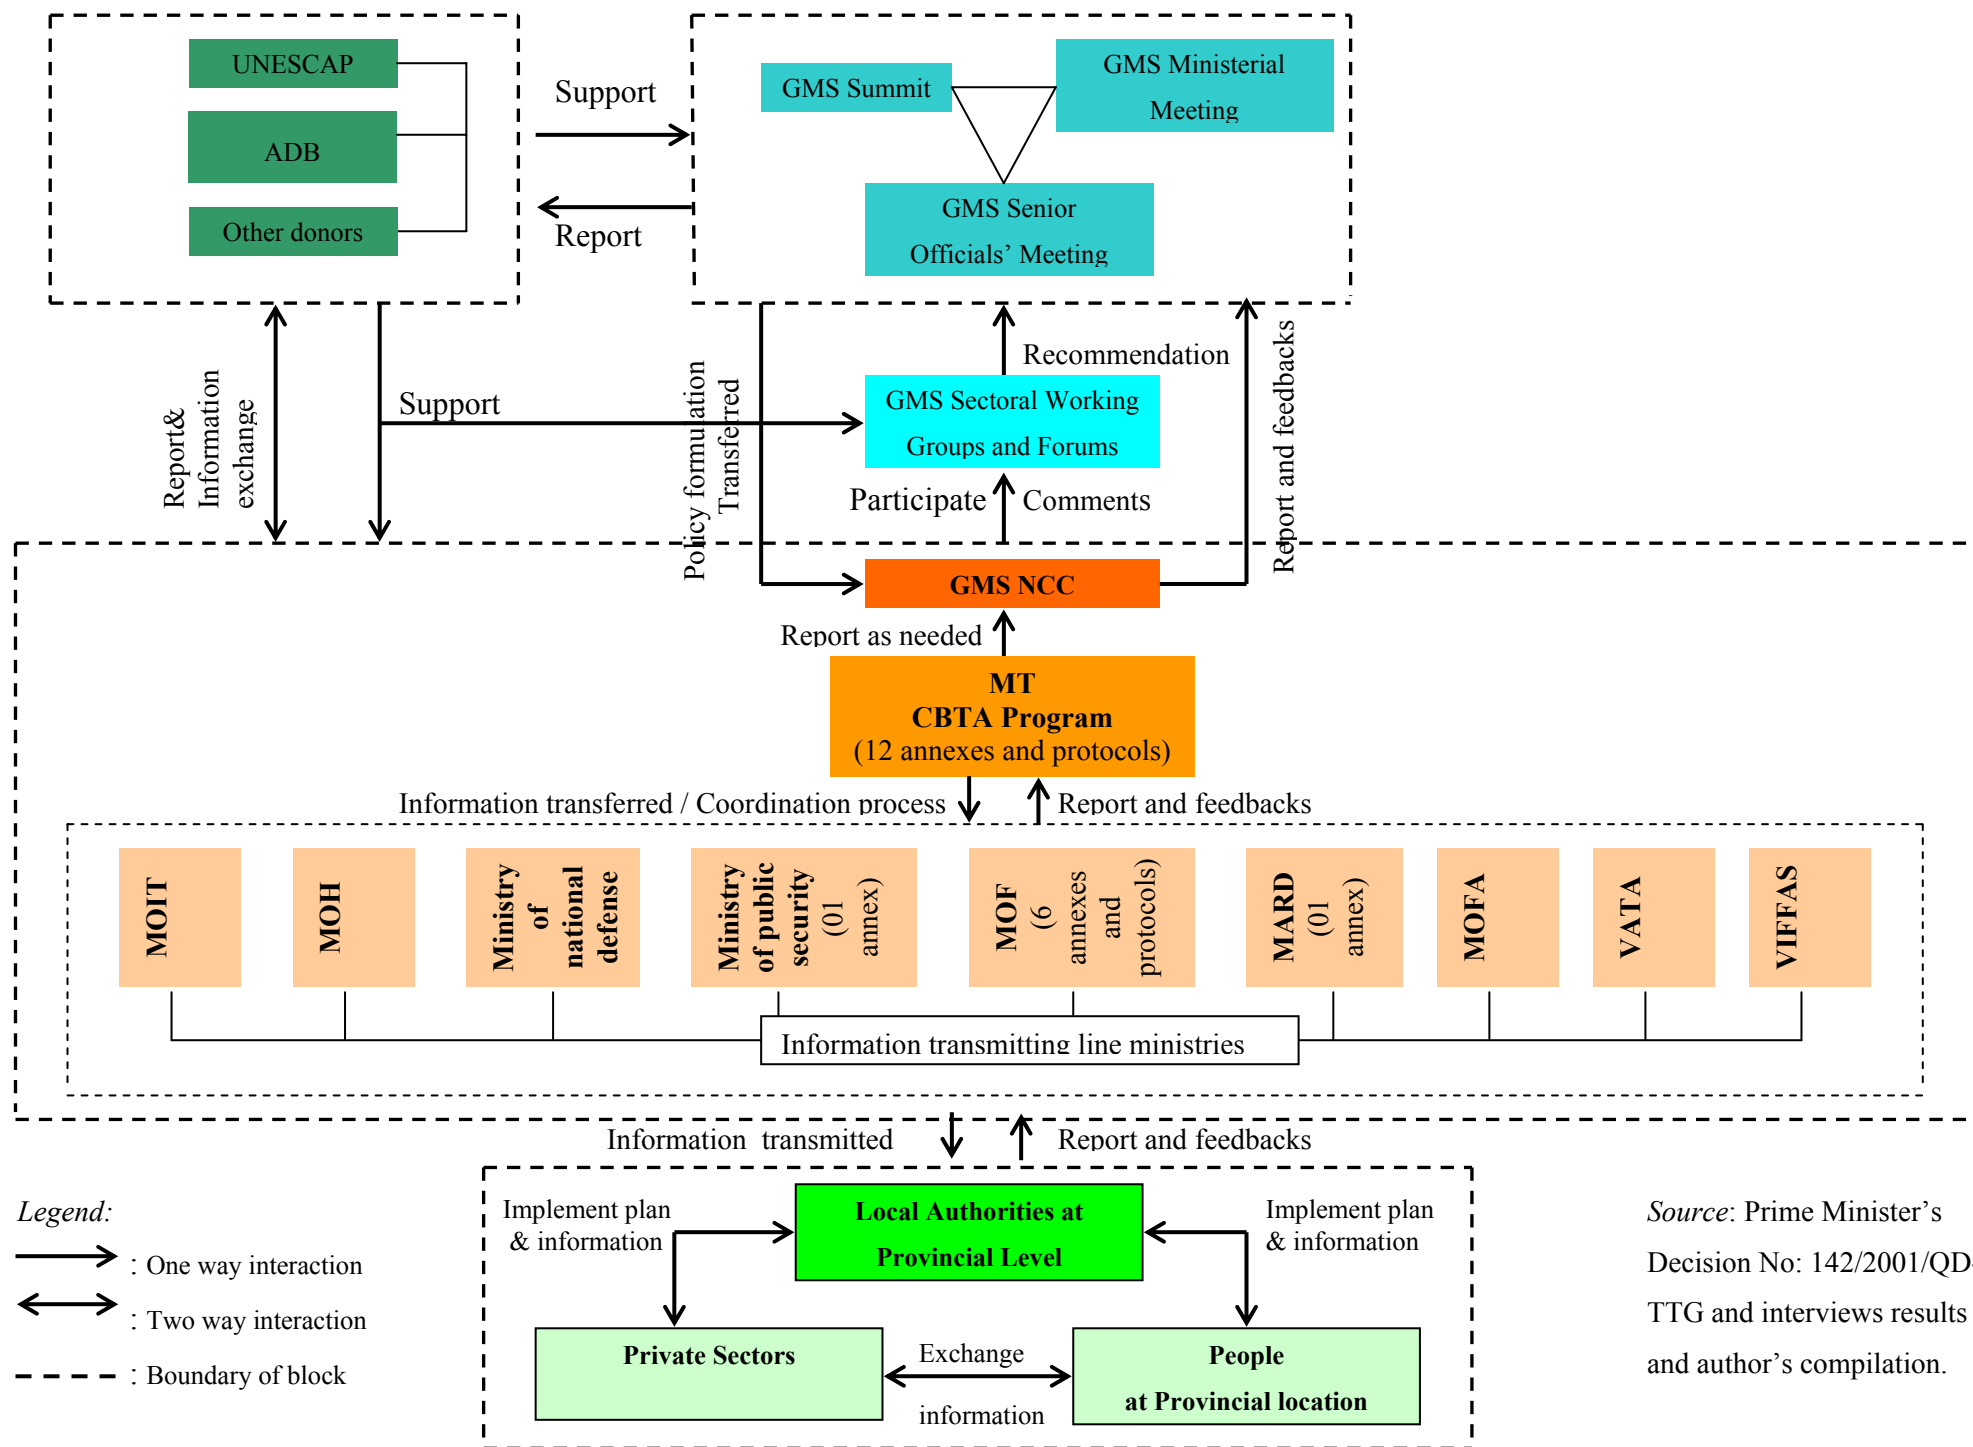 UNESCAP
ADB
Other donors
Support
Report
GMS Summit
GMS Ministerial
Meeting
GMS Senior
Officials’ Meeting
Report&
Information
exchange
Support
Policy formulation
Transferred
Recommendation
GMS Sectoral Working
Groups and Forums
Participate
Comments
Report and feedbacks
GMS NCC
Report as needed
MT
CBTA Program
(12 annexes and protocols)
Information transferred / Coordination process
Report and feedbacks
MOIT
MOH
Ministry
of
national
defense
Ministry
of public
security
(01
annex)
MOF
(6
annexes
and
protocols)
MARD
(01
annex)
MOFA
VATA
VIFFAS
Information transmitting line ministries
Information transmitted
Report and feedbacks
Implement plan
& information
Local Authorities at
Provincial Level
Implement plan
& information
Private Sectors
Exchange
information
People
at Provincial location
Legend:
: One way interaction
: Two way interaction
: Boundary of block
Source: Prime Minister’s
Decision No: 142/2001/QD-
TTG and interviews results
and author’s compilation.